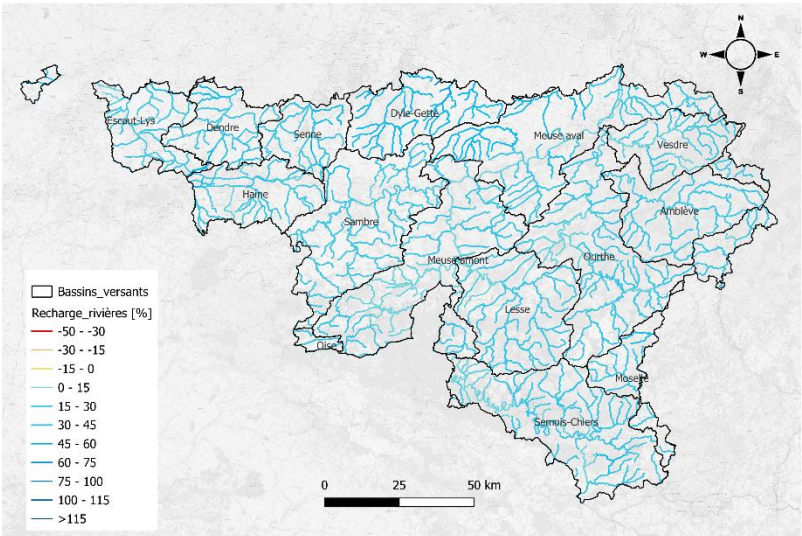 N
W E
S
Escaut-Lys
Dendre
Senne
Dyle-Gette
Meuse aval
Vesdre
Haine
Sambre
Amblève
Meuse amont
Ourthe
Lesse
Oise
Moselle
Semois-Chiers
Bassins_versants
Recharge_rivières [%]
-50 - -30
-30 - -15
-15 - 0
0 - 15
15 - 30
30 - 45
45 - 60
60 - 75
75 - 100
100 - 115
>115
0 25 50 km